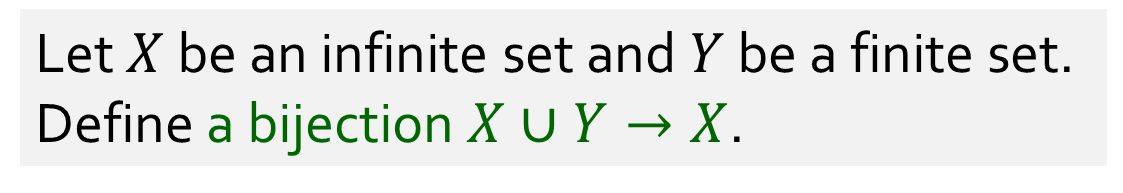 Let X be an infinite set and Y be a finite set.
Define a bijection X ∪ Y → X.